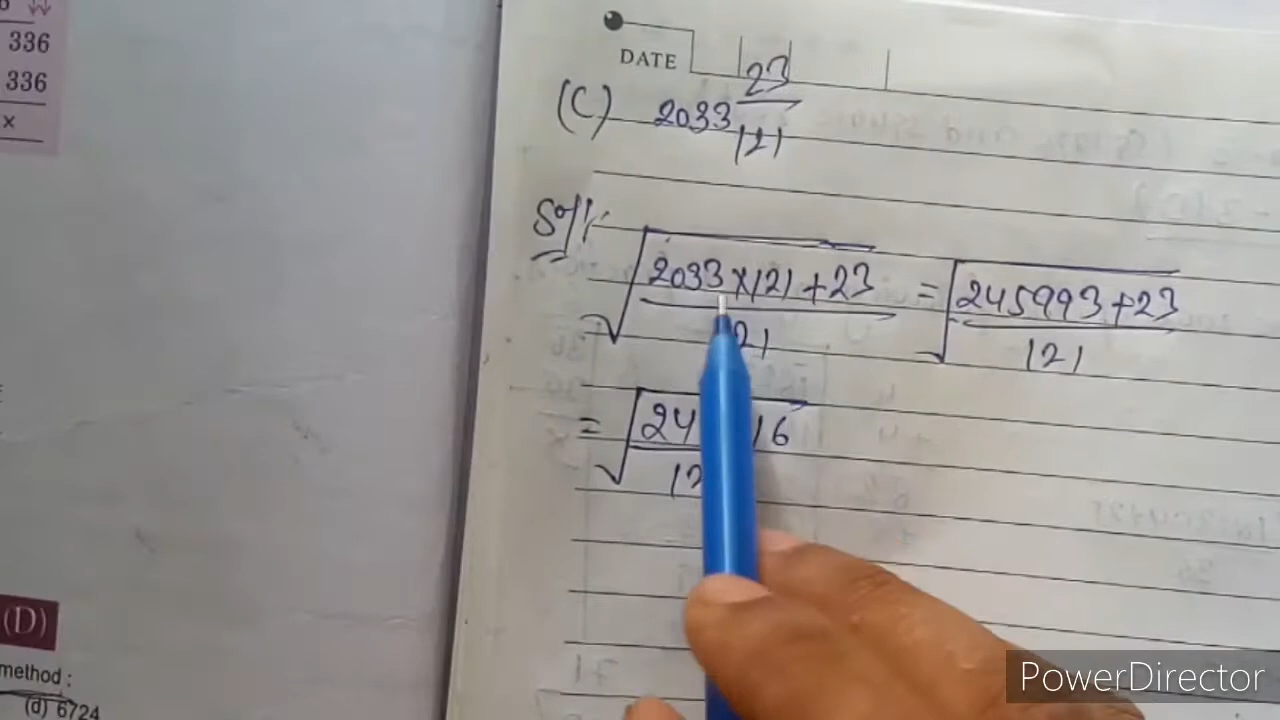 336
336
×
DATE
(C) 2033 23/121
Sol:-
√(2033×121+23)/121 = √(245993+23)/121
= √24 16/12
(D)
method :
(d) 6724
PowerDirector